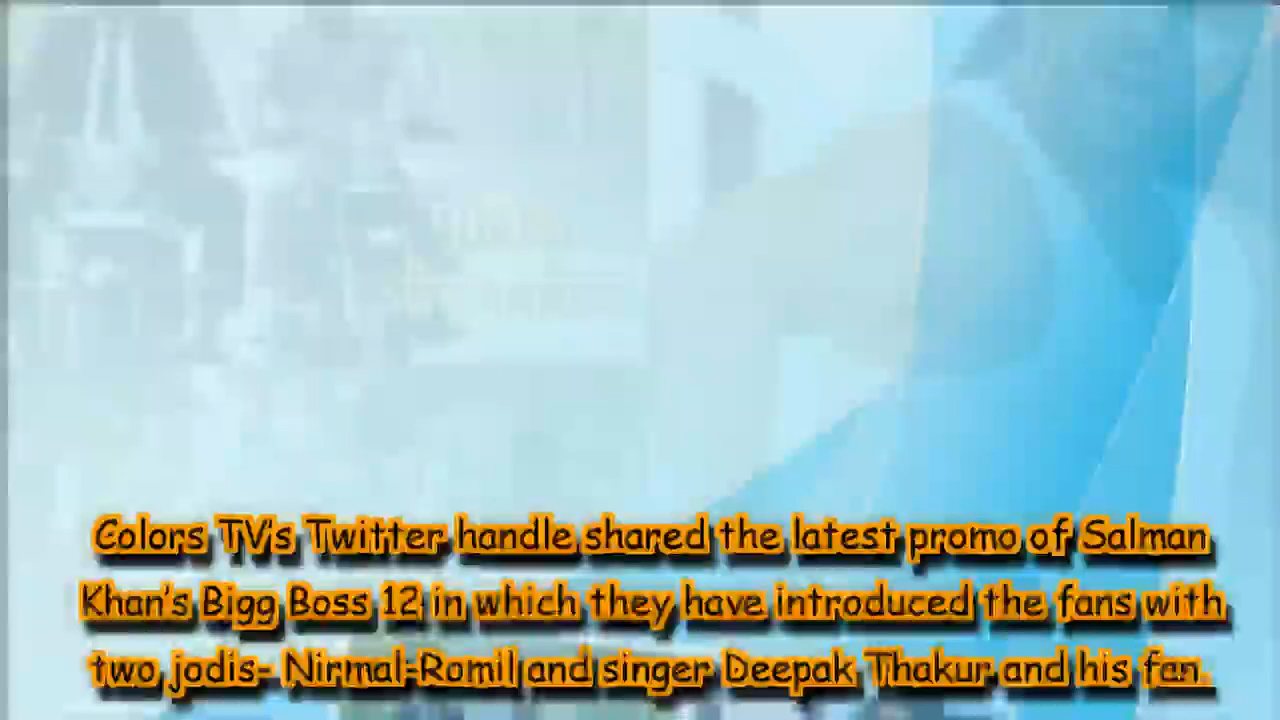 Colors TV's Twitter handle shared the latest promo of Salman
Khan's Bigg Boss 12 in which they have introduced the fans with
two jodis- Nirmal-Romil and singer Deepak Thakur and his fan.